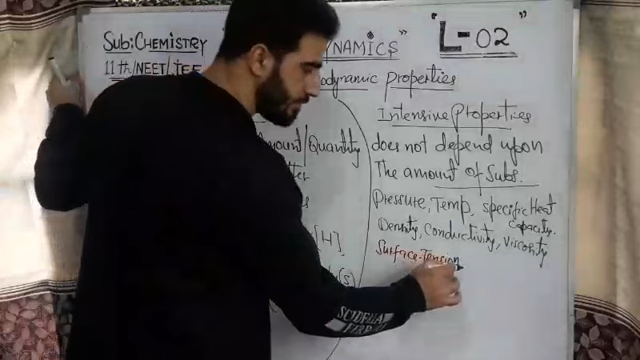 Sub: CHEMISTRY
11th/NEET/JEE
DYNAMICS"
"L-02"
odynamic properties
Intensive Properties
does not depend upon
The amount of Subs.
Pressure, Temp, specific Heat
Capacity.
Density, Conductivity, Viscosity
Surface-Tension
mount/Quantity
[H]
(S)